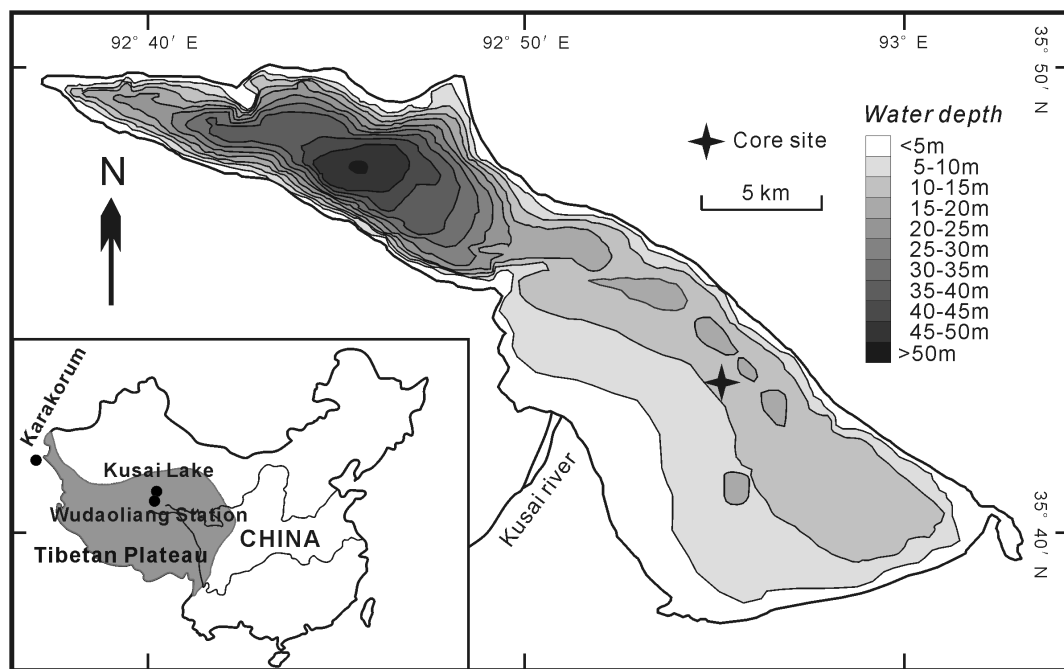 92° 40′ E
92° 50′ E
93° E
35° 50′ N
Water depth
Core site
<5m
5-10m
10-15m
15-20m
20-25m
25-30m
30-35m
35-40m
40-45m
45-50m
>50m
5 km
N
Karakorum
Kusai Lake
Wudaoliang Station
CHINA
Tibetan Plateau
Kusai river
35° 40′ N